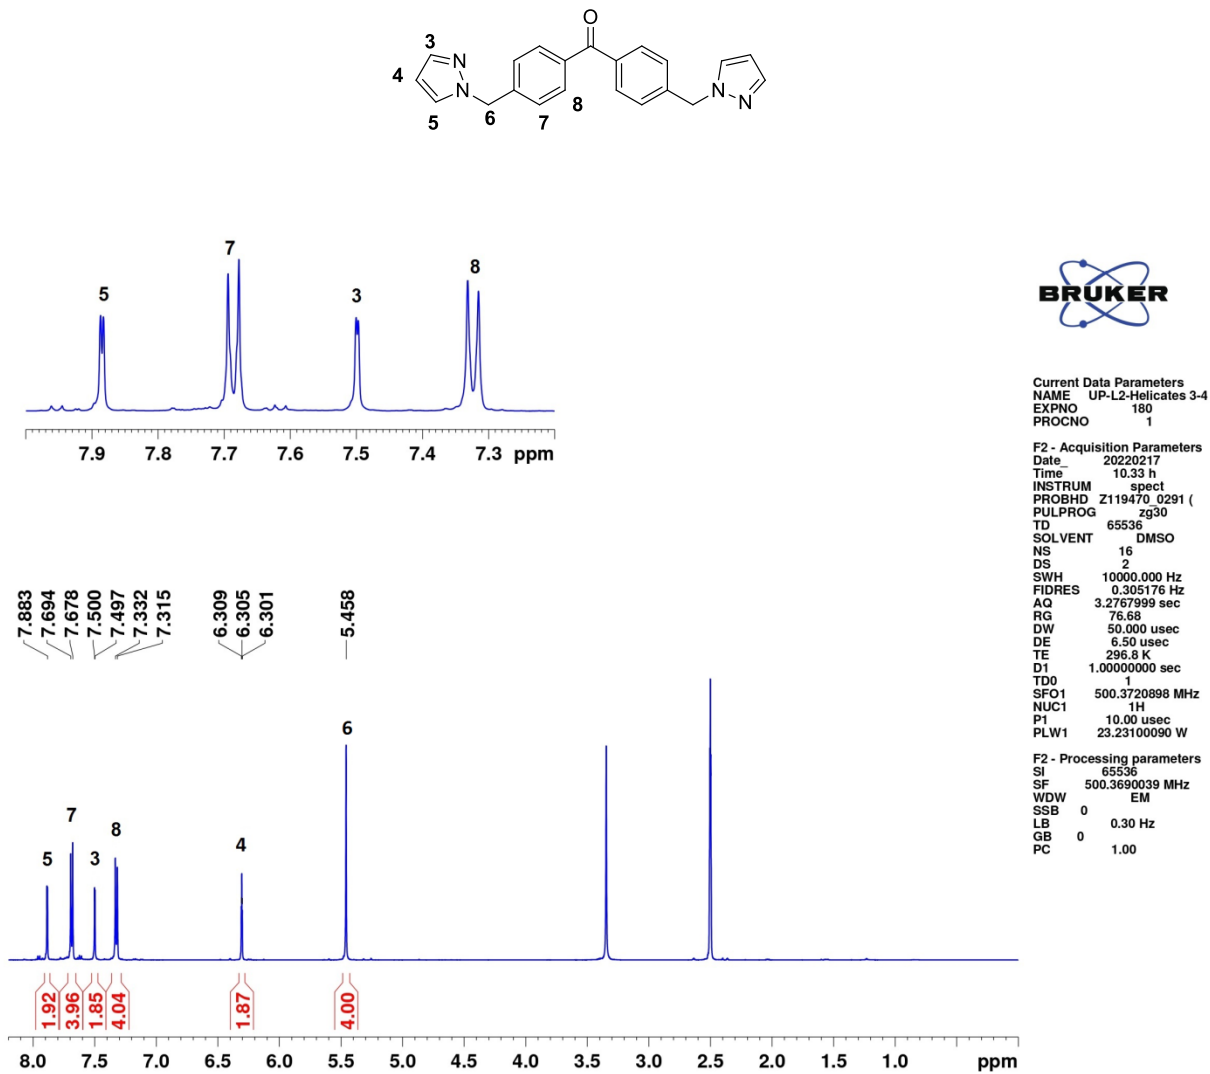 O
3
N
4
N
5
6
7
8
N
N
7
5
3
8
7.9 7.8 7.7 7.6 7.5 7.4 7.3 ppm
BRUKER
Current Data Parameters
NAME UP-L2-Helicates 3-4
EXPNO 180
PROCNO 1
F2 - Acquisition Parameters
Date_ 20220217
Time 10.33 h
INSTRUM spect
PROBHD Z119470_0291 (
PULPROG zg30
TD 65536
SOLVENT DMSO
NS 16
DS 2
SWH 10000.000 Hz
FIDRES 0.305176 Hz
AQ 3.2767999 sec
RG 76.68
DW 50.000 usec
DE 6.50 usec
TE 296.8 K
D1 1.00000000 sec
TD0 1
SFO1 500.3720898 MHz
NUC1 1H
P1 10.00 usec
PLW1 23.23100090 W
F2 - Processing parameters
SI 65536
SF 500.3690039 MHz
WDW EM
SSB 0
LB 0.30 Hz
GB 0
PC 1.00
7.883
7.694
7.678
7.500
7.497
7.332
7.315
6.309
6.305
6.301
5.458
5
7
3
8
4
6
1.92
3.96
1.85
4.04
1.87
4.00
8.0 7.5 7.0 6.5 6.0 5.5 5.0 4.5 4.0 3.5 3.0 2.5 2.0 1.5 1.0 ppm